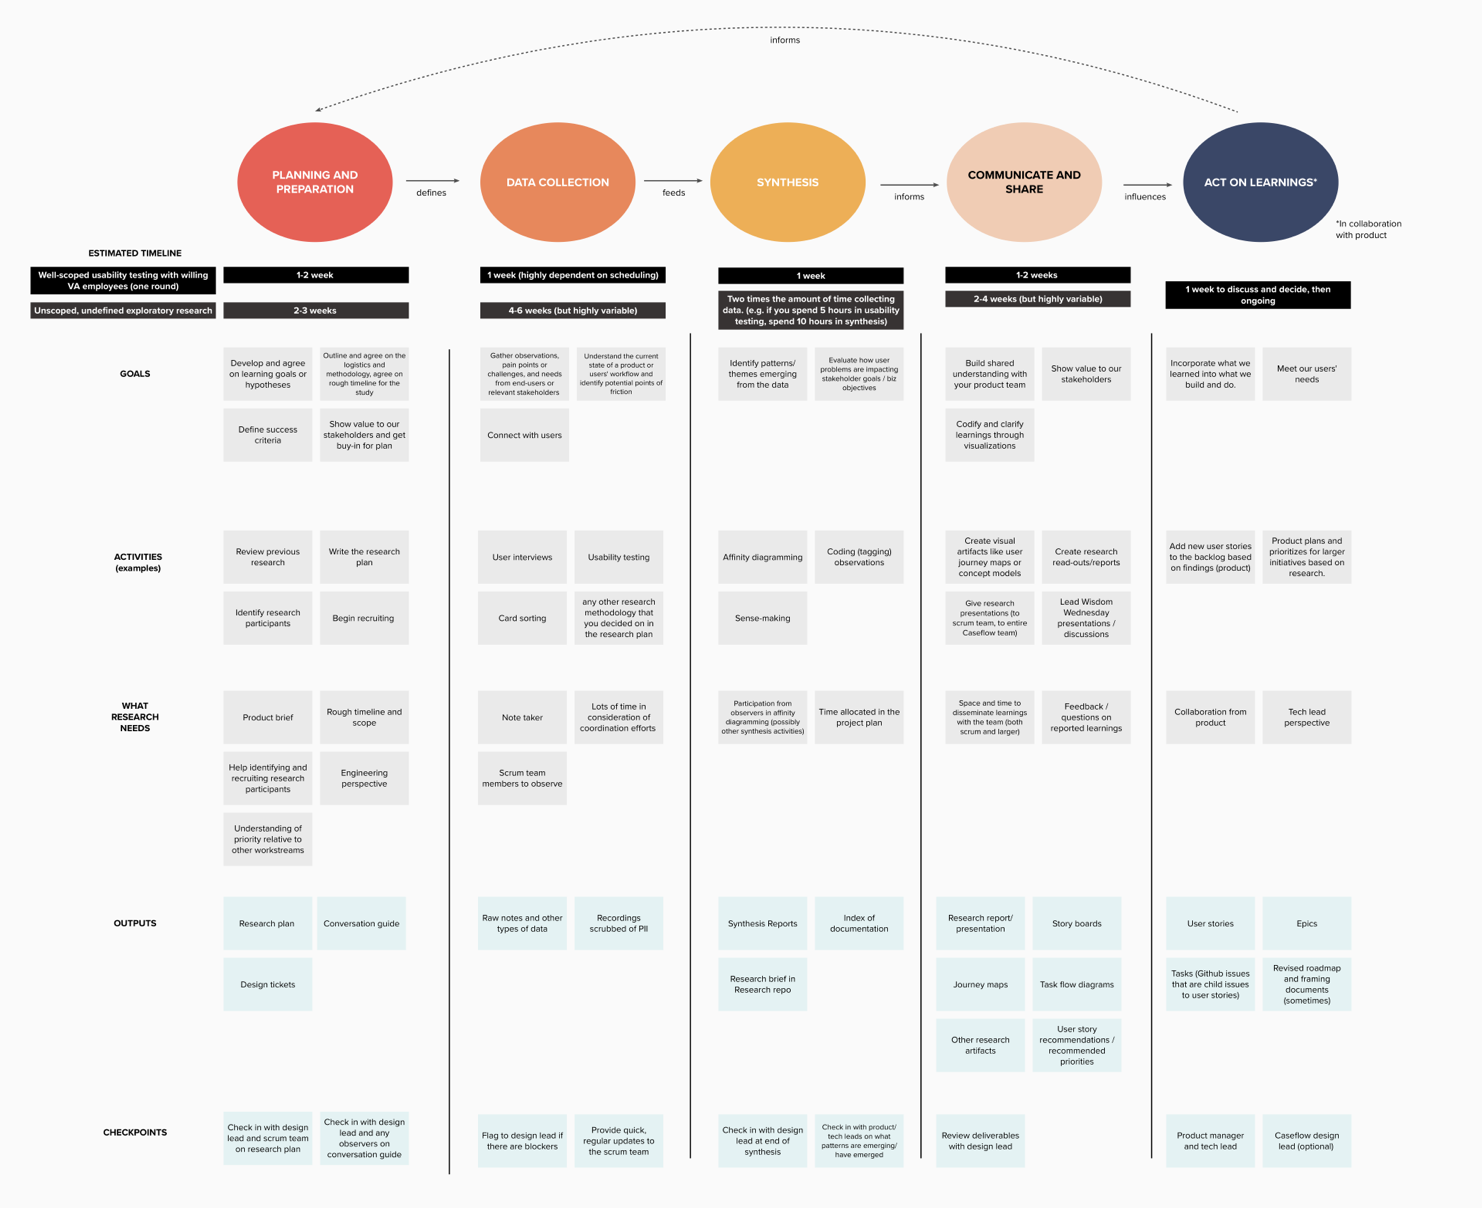 informs
PLANNING AND
PREPARATION
defines
DATA COLLECTION
feeds
SYNTHESIS
informs
COMMUNICATE AND
SHARE
influences
ACT ON LEARNINGS*
*In collaboration
with product
ESTIMATED TIMELINE
Well-scoped usability testing with willing
VA employees (one round)
1-2 week
1 week (highly dependent on scheduling)
1 week
1-2 weeks
1 week to discuss and decide, then
ongoing
Unscoped, undefined exploratory research
2-3 weeks
4-6 weeks (but highly variable)
Two times the amount of time collecting
data. (e.g. if you spend 5 hours in usability
testing, spend 10 hours in synthesis)
2-4 weeks (but highly variable)
GOALS
Develop and agree
on learning goals or
hypotheses
Outline and agree on the
logistics and
methodology, agree on
rough timeline for the
study
Define success
criteria
Show value to our
stakeholders and get
buy-in for plan
Gather observations,
pain points or
challenges, and needs
from end-users or
relevant stakeholders
Understand the current
state of a product or
users' workflow and
identify potential points of
friction
Connect with users
Identify patterns/
themes emerging
from the data
Evaluate how user
problems are impacting
stakeholder goals / biz
objectives
Build shared
understanding with
your product team
Show value to our
stakeholders
Codify and clarify
learnings through
visualizations
Incorporate what we
learned into what we
build and do.
Meet our users'
needs
ACTIVITIES
(examples)
Review previous
research
Write the research
plan
Identify research
participants
Begin recruiting
User interviews
Usability testing
Card sorting
any other research
methodology that
you decided on in
the research plan
Affinity diagramming
Coding (tagging)
observations
Sense-making
Create visual
artifacts like user
journey maps or
concept models
Create research
read-outs/reports
Give research
presentations (to
scrum team, to entire
Caseflow team)
Lead Wisdom
Wednesday
presentations /
discussions
Add new user stories
to the backlog based
on findings (product)
Product plans and
prioritizes for larger
initiatives based on
research.
WHAT
RESEARCH
NEEDS
Product brief
Rough timeline and
scope
Help identifying and
recruiting research
participants
Engineering
perspective
Understanding of
priority relative to
other workstreams
Note taker
Lots of time in
consideration of
coordination efforts
Scrum team
members to observe
Participation from
observers in affinity
diagramming (possibly
other synthesis activities)
Time allocated in the
project plan
Space and time to
disseminate learnings
with the team (both
scrum and larger)
Feedback /
questions on
reported learnings
Collaboration from
product
Tech lead
perspective
OUTPUTS
Research plan
Conversation guide
Design tickets
Raw notes and other
types of data
Recordings
scrubbed of PII
Synthesis Reports
Index of
documentation
Research brief in
Research repo
Research report/
presentation
Story boards
Journey maps
Task flow diagrams
Other research
artifacts
User story
recommendations /
recommended
priorities
User stories
Epics
Tasks (Github issues
that are child issues
to user stories)
Revised roadmap
and framing
documents
(sometimes)
CHECKPOINTS
Check in with design
lead and scrum team
on research plan
Check in with design
lead and any
observers on
conversation guide
Flag to design lead if
there are blockers
Provide quick,
regular updates to
the scrum team
Check in with design
lead at end of
synthesis
Check in with product/
tech leads on what
patterns are emerging/
have emerged
Review deliverables
with design lead
Product manager
and tech lead
Caseflow design
lead (optional)